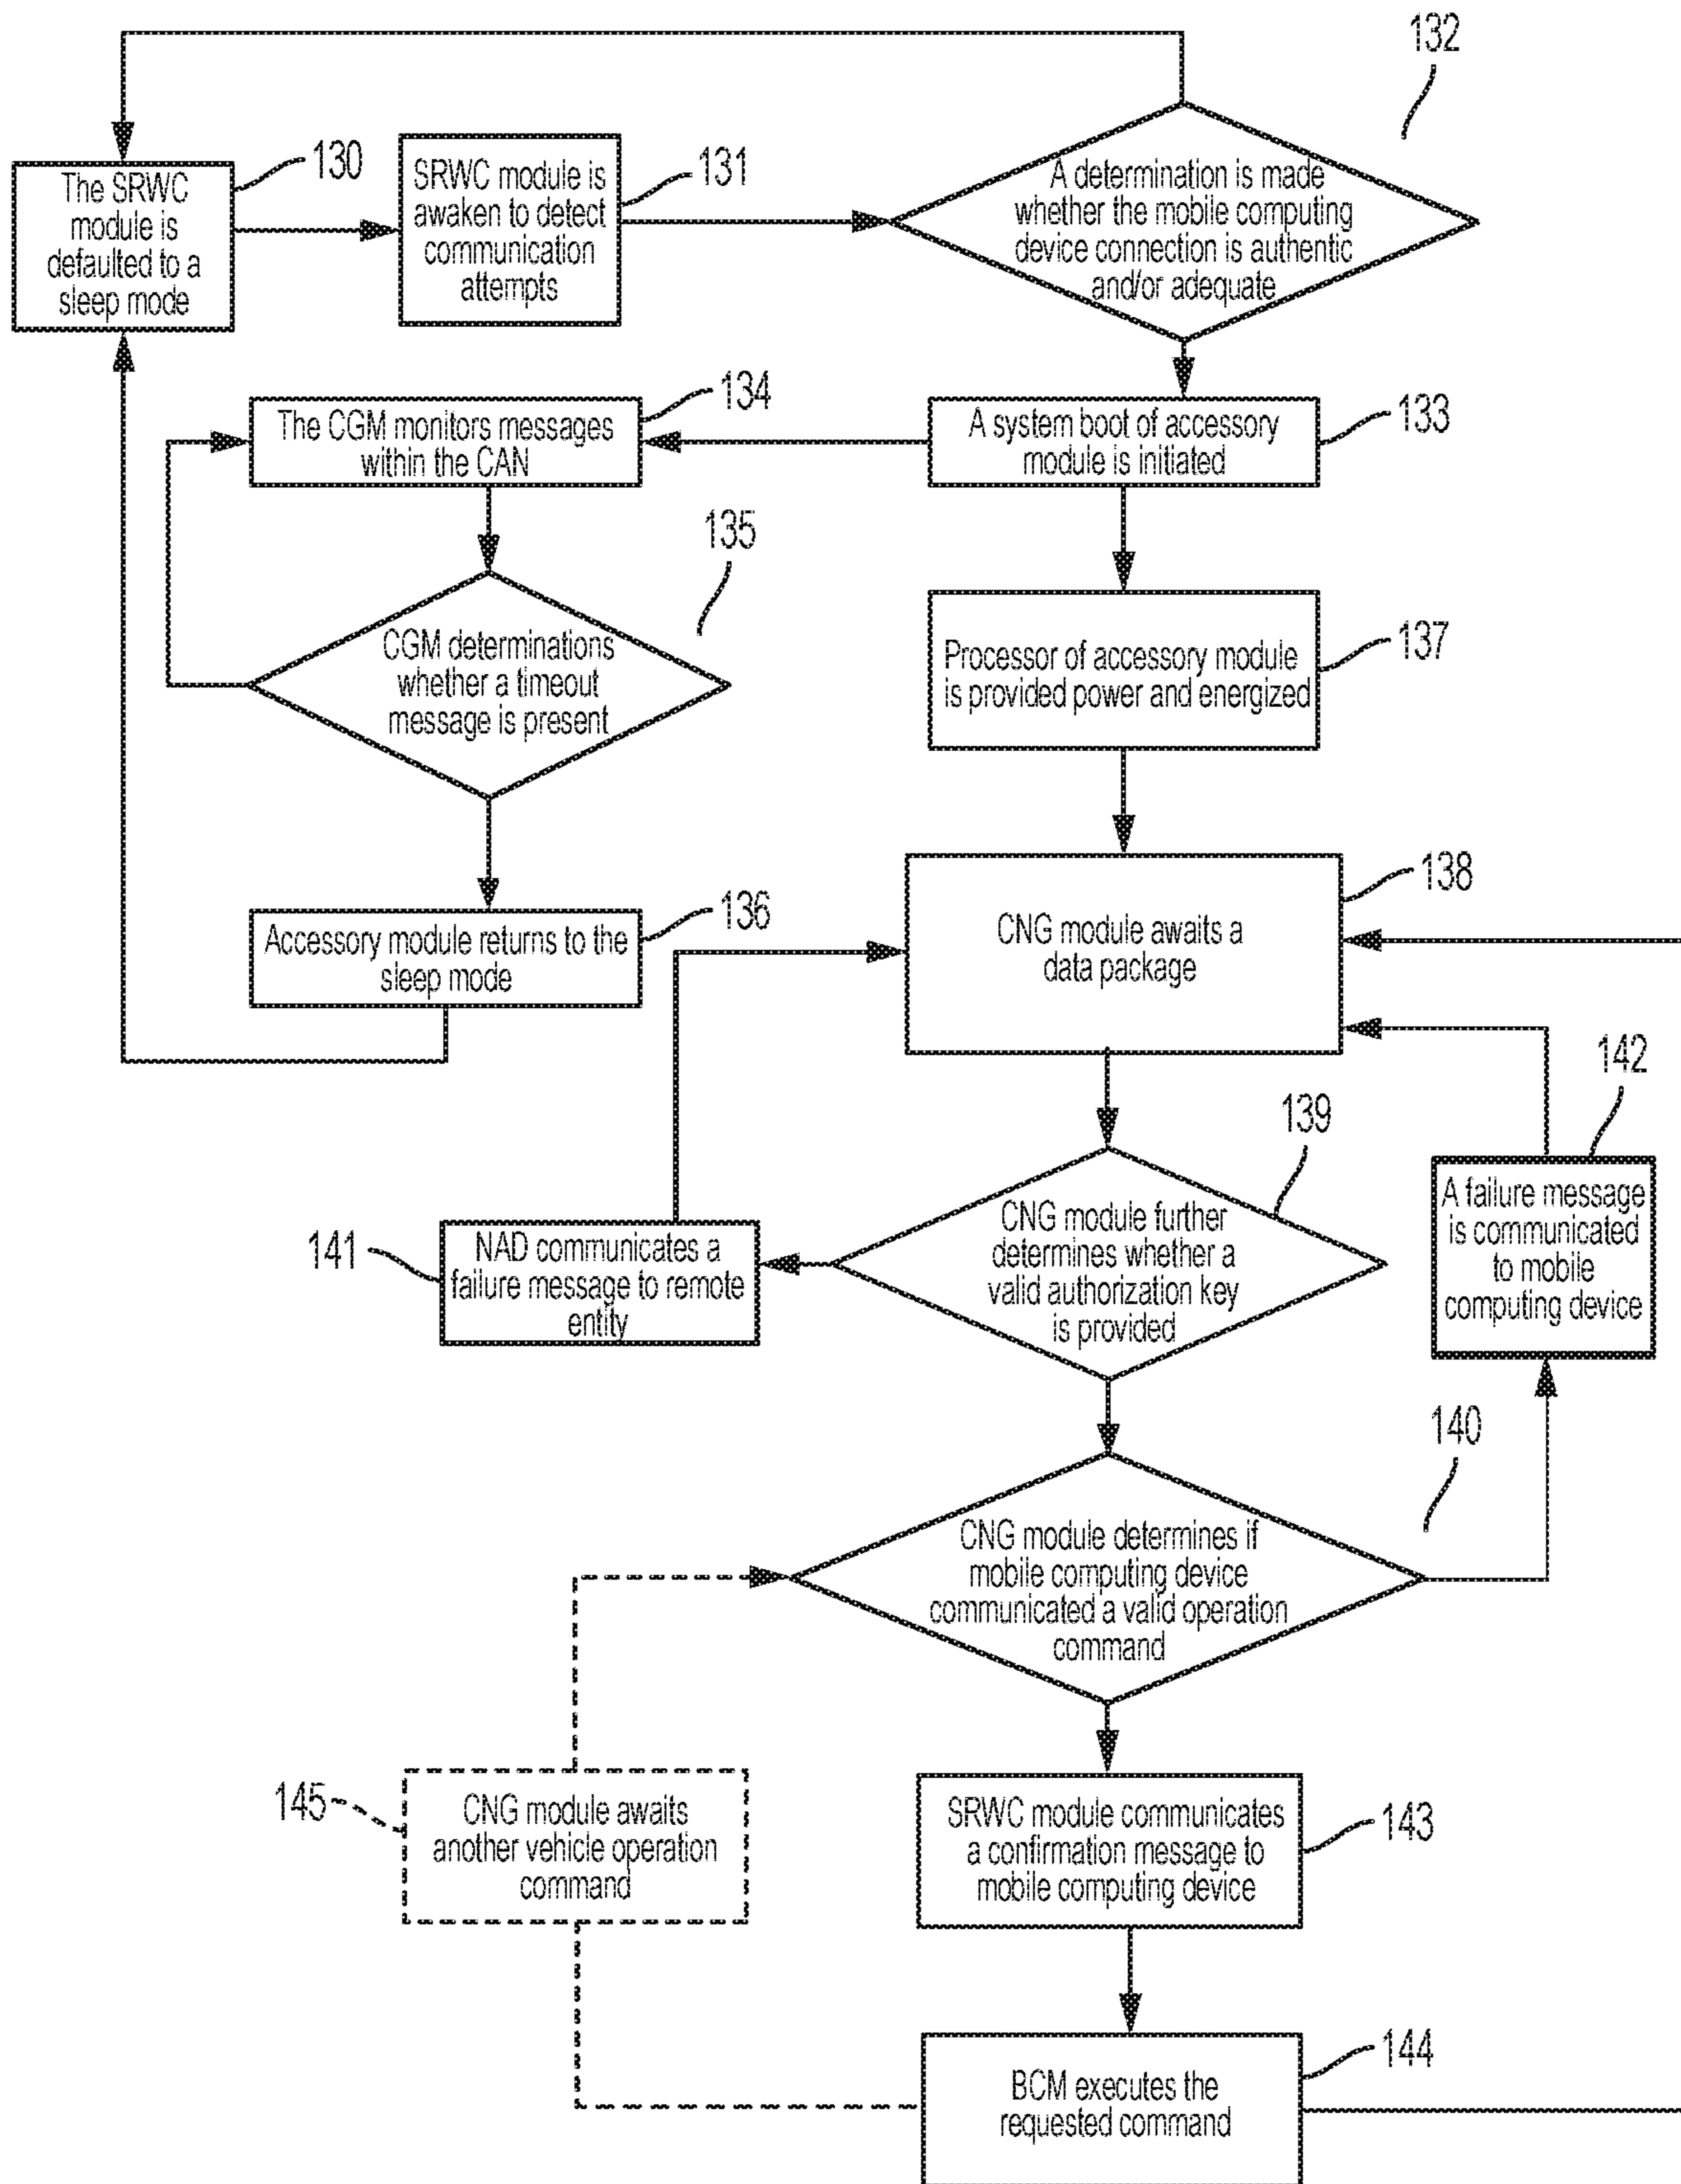 132
130
The SRWC
module is
defaulted to a
sleep mode
131
SRWC module is
awaken to detect
communication
attempts
A determination is made
whether the mobile computing
device connection is authentic
and/or adequate
134
The CGM monitors messages
within the CAN
133
A system boot of accessory
module is initiated
135
CGM determinations
whether a timeout
message is present
137
Processor of accessory module
is provided power and energized
136
Accessory module returns to the
sleep mode
138
CNG module awaits a
data package
142
A failure message
is communicated
to mobile
computing device
139
CNG module further
determines whether a
valid authorization key
is provided
141
NAD communicates a
failure message to remote
entity
140
CNG module determines if
mobile computing device
communicated a valid operation
command
145
CNG module awaits
another vehicle operation
command
143
SRWC module communicates
a confirmation message to
mobile computing device
144
BCM executes the
requested command